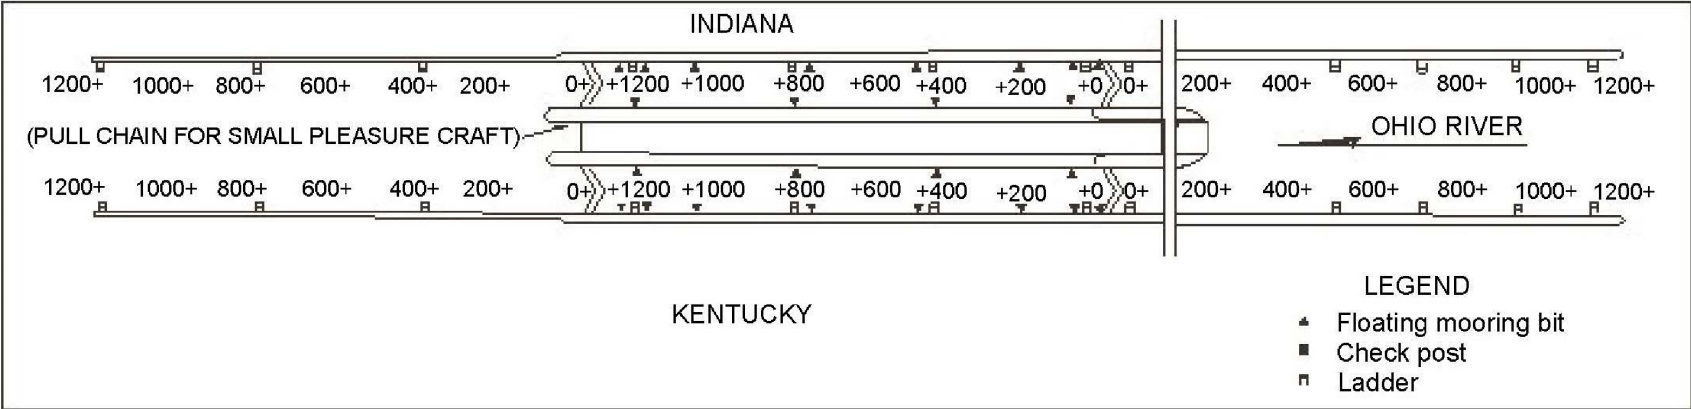 INDIANA
1200+ 1000+ 800+ 600+ 400+ 200+ 0+ +1200 +1000 +800 +600 +400 +200 +0 0+ 200+ 400+ 600+ 800+ 1000+ 1200+
(PULL CHAIN FOR SMALL PLEASURE CRAFT)
OHIO RIVER
1200+ 1000+ 800+ 600+ 400+ 200+ 0+ +1200 +1000 +800 +600 +400 +200 +0 0+ 200+ 400+ 600+ 800+ 1000+ 1200+
KENTUCKY
LEGEND
Floating mooring bit
Check post
Ladder